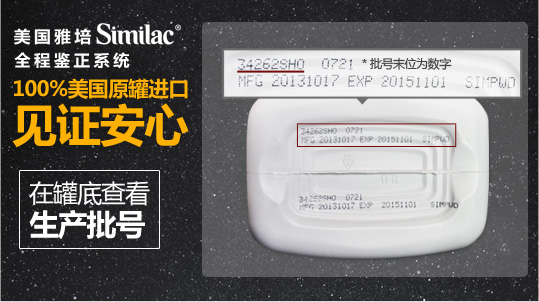 美国雅培 Similac®
全程鉴正系统
100%美国原罐进口
见证安心
在罐底查看
生产批号
34262SH0 0721 *批号末位为数字
MFG 20131017 EXP 20151101 SIMPWD
34262SH0 0721
MFG 20131017 EXP 20151101 SIMPWD
34262SH0 0721
MFG 20131017 EXP 20151101 SIMPWD